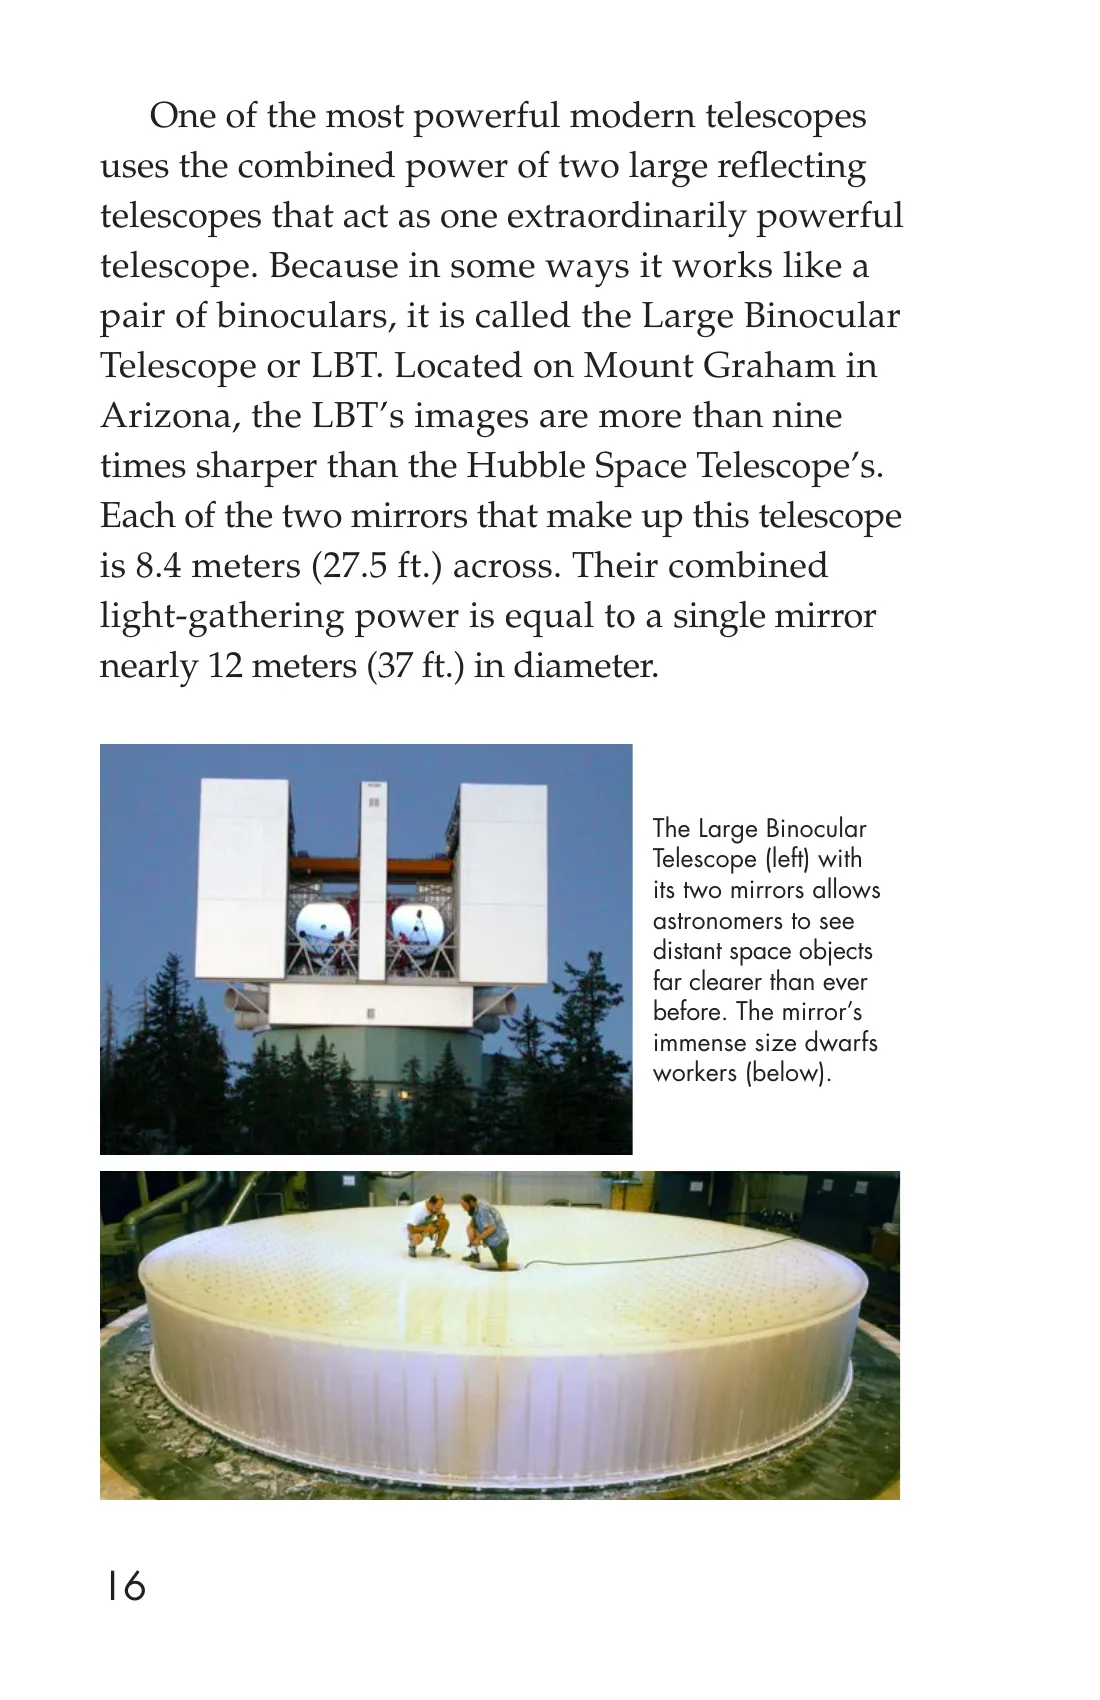 One of the most powerful modern telescopes
uses the combined power of two large reflecting
telescopes that act as one extraordinarily powerful
telescope. Because in some ways it works like a
pair of binoculars, it is called the Large Binocular
Telescope or LBT. Located on Mount Graham in
Arizona, the LBT’s images are more than nine
times sharper than the Hubble Space Telescope’s.
Each of the two mirrors that make up this telescope
is 8.4 meters (27.5 ft.) across. Their combined
light-gathering power is equal to a single mirror
nearly 12 meters (37 ft.) in diameter.
The Large Binocular
Telescope (left) with
its two mirrors allows
astronomers to see
distant space objects
far clearer than ever
before. The mirror’s
immense size dwarfs
workers (below).
16